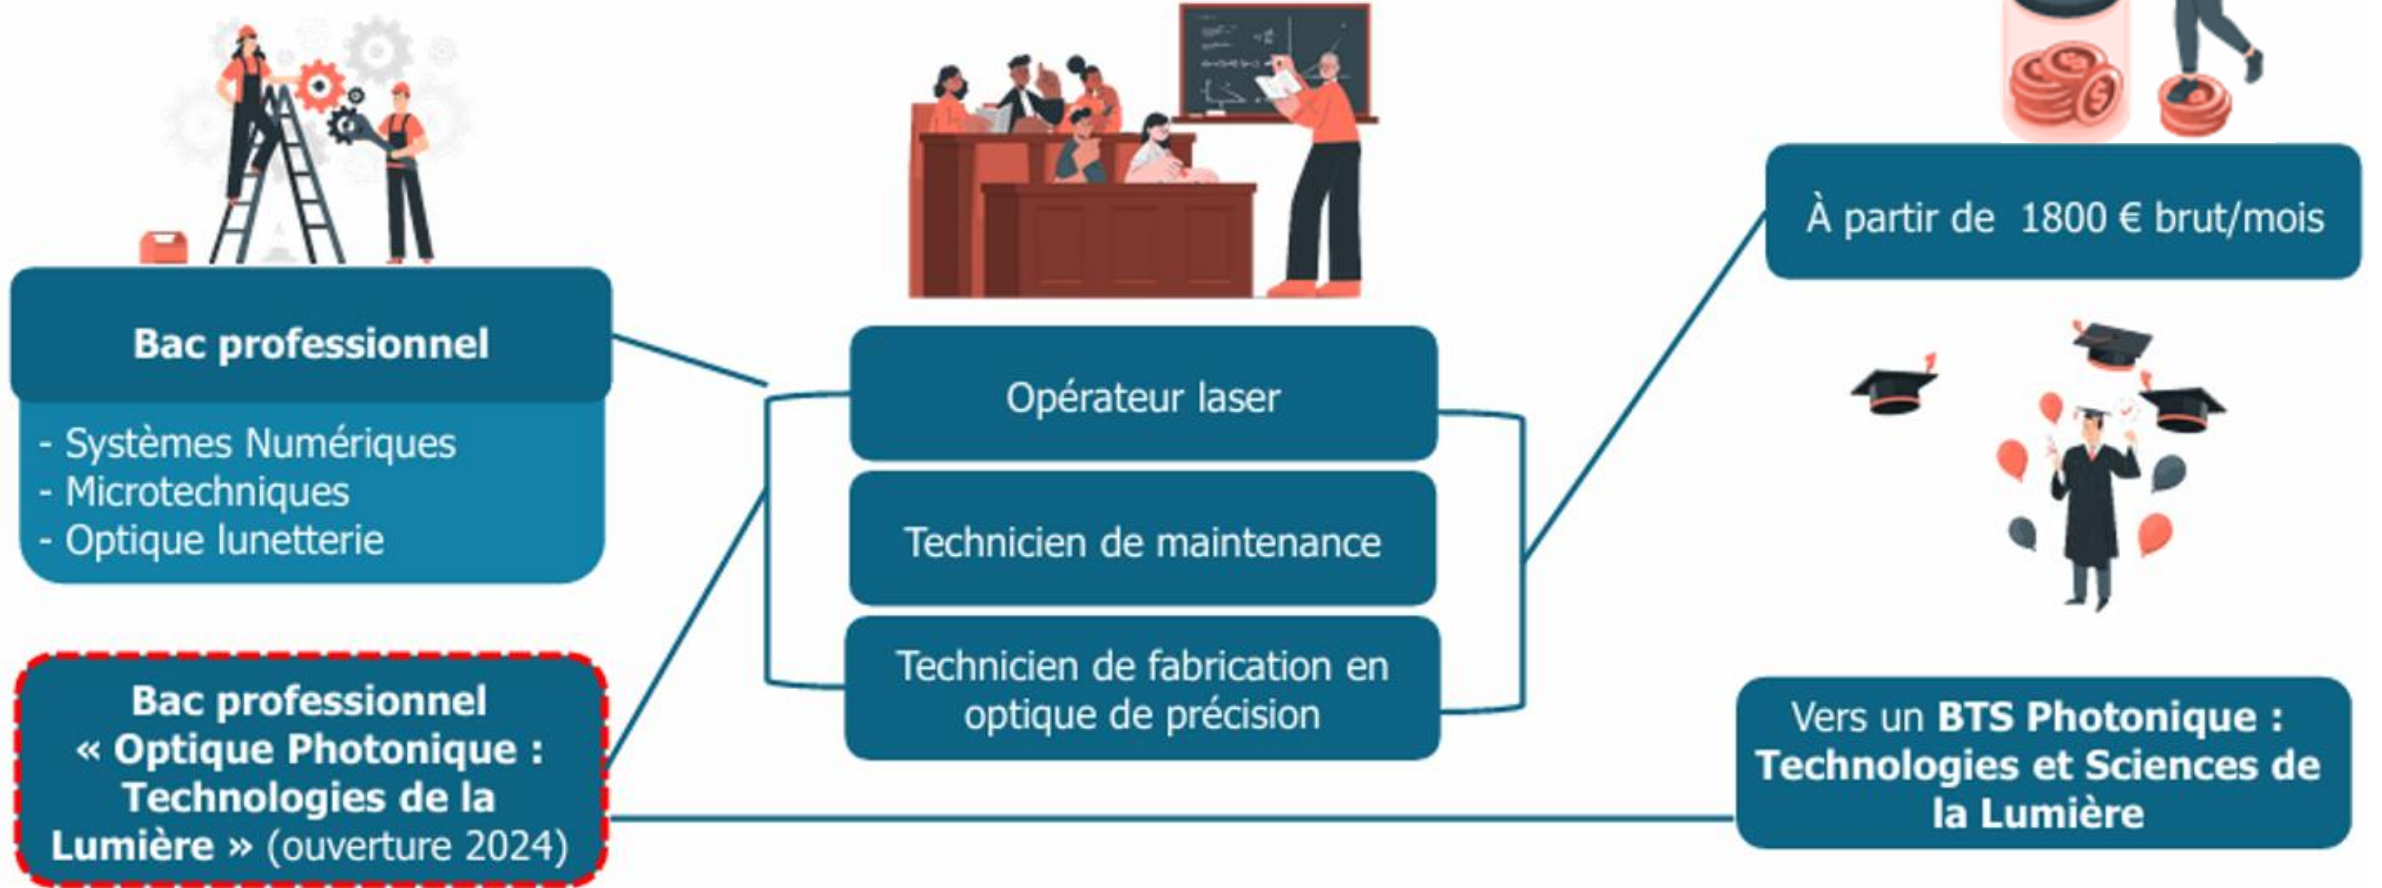 Bac professionnel
- Systèmes Numériques
- Microtechniques
- Optique lunetterie
Bac professionnel
« Optique Photonique :
Technologies de la
Lumière » (ouverture 2024)
Opérateur laser
Technicien de maintenance
Technicien de fabrication en
optique de précision
À partir de 1800 € brut/mois
Vers un BTS Photonique :
Technologies et Sciences de
la Lumière